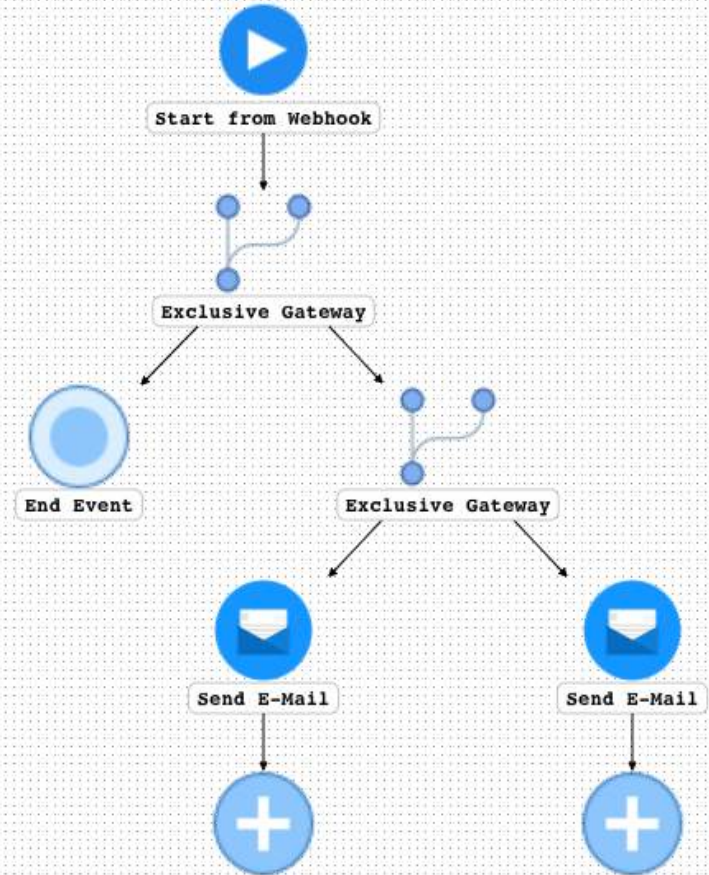 Start from Webhook
Exclusive Gateway
End Event
Exclusive Gateway
Send E-Mail
Send E-Mail